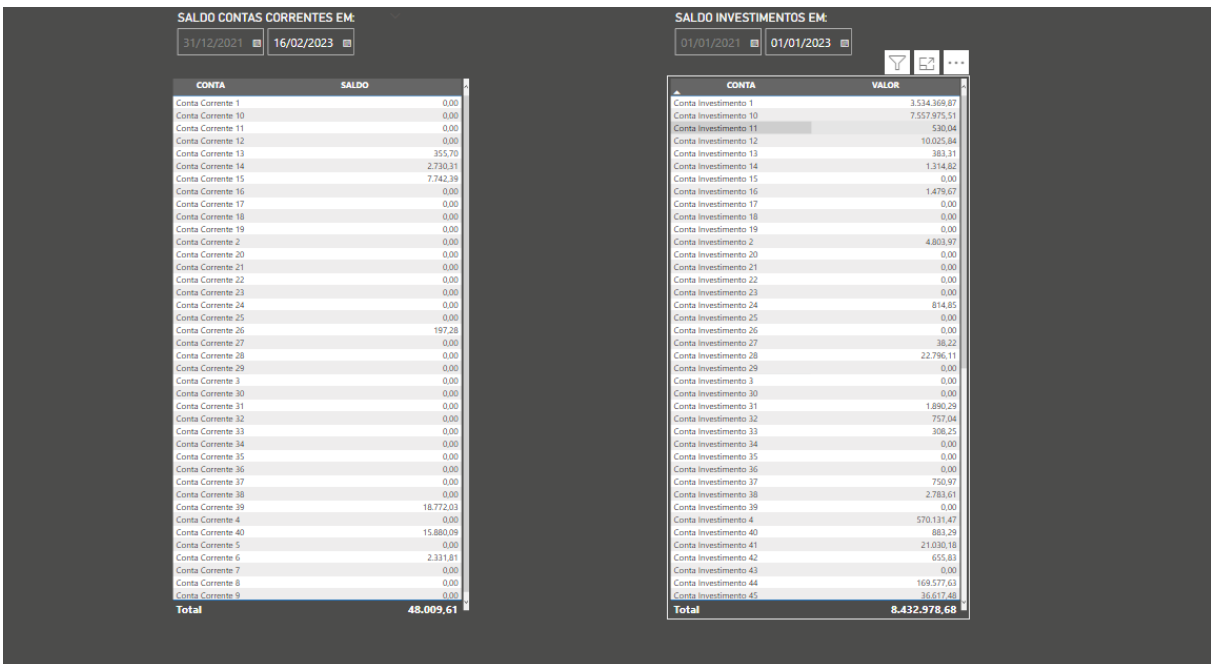 SALDO CONTAS CORRENTES EM:
31/12/2021 16/02/2023
CONTA SALDO
Conta Corrente 1 0,00
Conta Corrente 10 0,00
Conta Corrente 11 0,00
Conta Corrente 12 0,00
Conta Corrente 13 355,70
Conta Corrente 14 2.730,31
Conta Corrente 15 7.742,39
Conta Corrente 16 0,00
Conta Corrente 17 0,00
Conta Corrente 18 0,00
Conta Corrente 19 0,00
Conta Corrente 2 0,00
Conta Corrente 20 0,00
Conta Corrente 21 0,00
Conta Corrente 22 0,00
Conta Corrente 23 0,00
Conta Corrente 24 0,00
Conta Corrente 25 0,00
Conta Corrente 26 197,28
Conta Corrente 27 0,00
Conta Corrente 28 0,00
Conta Corrente 29 0,00
Conta Corrente 3 0,00
Conta Corrente 30 0,00
Conta Corrente 31 0,00
Conta Corrente 32 0,00
Conta Corrente 33 0,00
Conta Corrente 34 0,00
Conta Corrente 35 0,00
Conta Corrente 36 0,00
Conta Corrente 37 0,00
Conta Corrente 38 0,00
Conta Corrente 39 18.772,03
Conta Corrente 4 0,00
Conta Corrente 40 15.880,09
Conta Corrente 5 0,00
Conta Corrente 6 2.331,81
Conta Corrente 7 0,00
Conta Corrente 8 0,00
Conta Corrente 9 0,00
Total 48.009,61
SALDO INVESTIMENTOS EM:
01/01/2021 01/01/2023
CONTA VALOR
Conta Investimento 1 3.534.369,87
Conta Investimento 10 7.557.975,51
Conta Investimento 11 530,04
Conta Investimento 12 10.025,84
Conta Investimento 13 383,31
Conta Investimento 14 1.314,82
Conta Investimento 15 0,00
Conta Investimento 16 1.479,67
Conta Investimento 17 0,00
Conta Investimento 18 0,00
Conta Investimento 19 0,00
Conta Investimento 2 4.803,97
Conta Investimento 20 0,00
Conta Investimento 21 0,00
Conta Investimento 22 0,00
Conta Investimento 23 0,00
Conta Investimento 24 814,85
Conta Investimento 25 0,00
Conta Investimento 26 0,00
Conta Investimento 27 38,22
Conta Investimento 28 22.796,11
Conta Investimento 29 0,00
Conta Investimento 3 0,00
Conta Investimento 30 0,00
Conta Investimento 31 1.890,29
Conta Investimento 32 757,04
Conta Investimento 33 308,25
Conta Investimento 34 0,00
Conta Investimento 35 0,00
Conta Investimento 36 0,00
Conta Investimento 37 750,97
Conta Investimento 38 2.783,61
Conta Investimento 39 0,00
Conta Investimento 4 570.131,47
Conta Investimento 40 883,29
Conta Investimento 41 21.030,18
Conta Investimento 42 655,83
Conta Investimento 43 0,00
Conta Investimento 44 169.577,63
Conta Investimento 45 36.617,48
Total 8.432.978,68